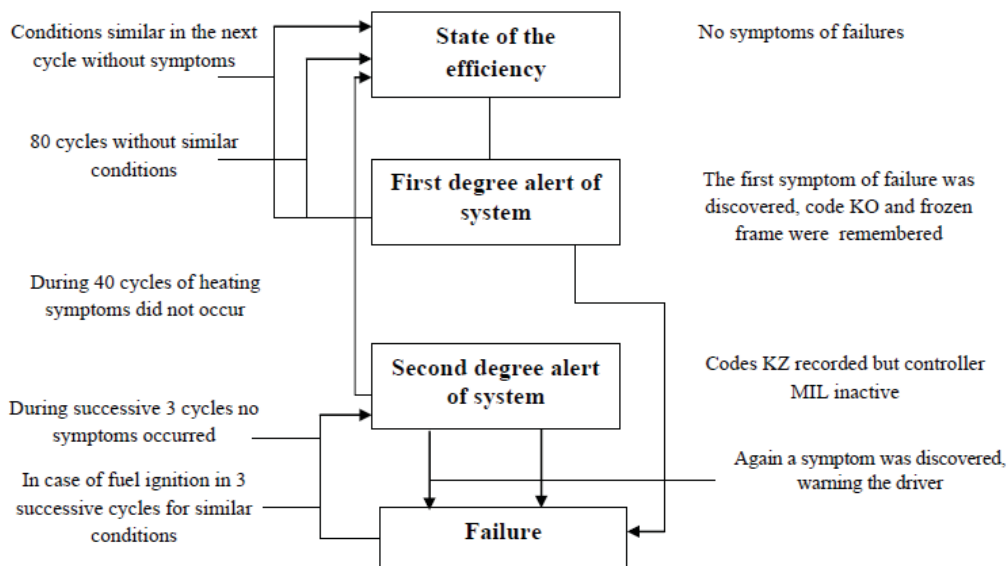 Conditions similar in the next
cycle without symptoms
State of the
efficiency
No symptoms of failures
80 cycles without similar
conditions
First degree alert of
system
The first symptom of failure was
discovered, code KO and frozen
frame were remembered
During 40 cycles of heating
symptoms did not occur
Second degree alert
of system
Codes KZ recorded but controller
MIL inactive
During successive 3 cycles no
symptoms occurred
Again a symptom was discovered,
warning the driver
In case of fuel ignition in 3
successive cycles for similar
conditions
Failure